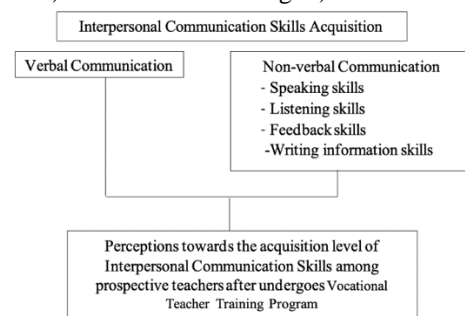 Interpersonal Communication Skills Acquisition
Verbal Communication
Non-verbal Communication
- Speaking skills
- Listening skills
- Feedback skills
-Writing information skills
Perceptions towards the acquisition level of
Interpersonal Communication Skills among
prospective teachers after undergoes Vocational
Teacher Training Program